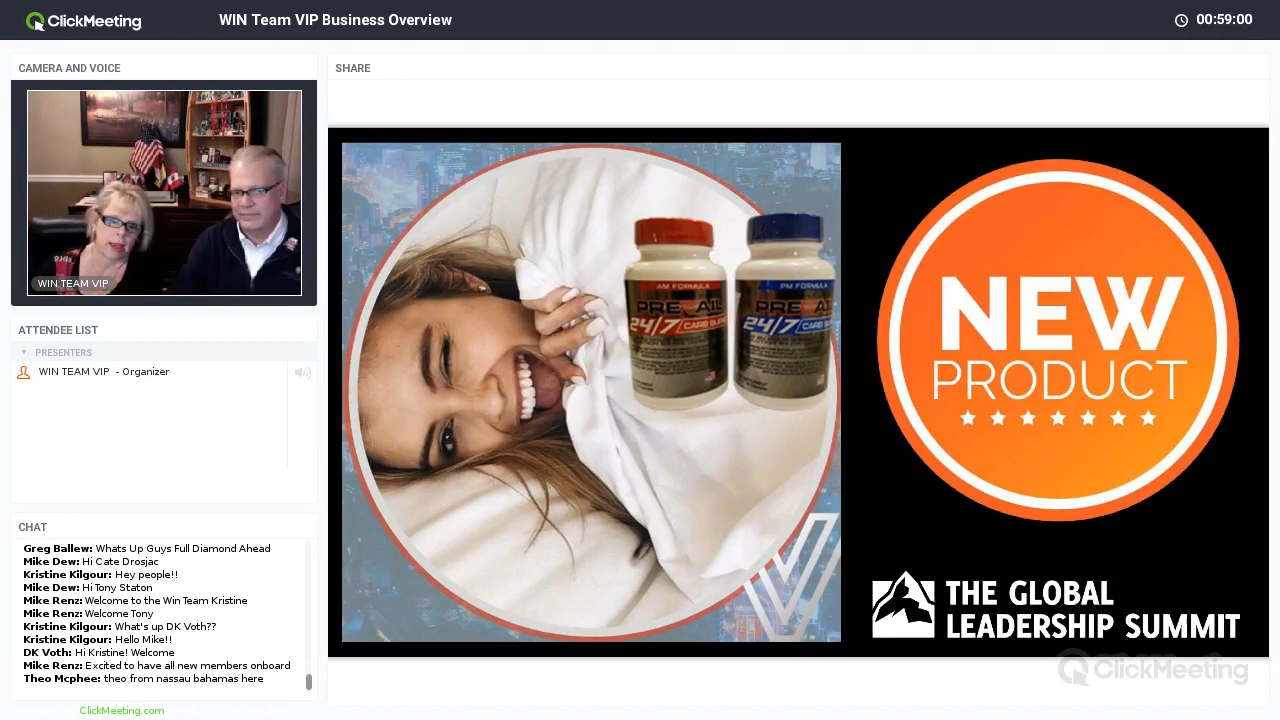 ClickMeeting
WIN Team VIP Business Overview
00:59:00
CAMERA AND VOICE
WIN TEAM VIP
ATTENDEE LIST
PRESENTERS
WIN TEAM VIP - Organizer
CHAT
Greg Ballew: Whats Up Guys Full Diamond Ahead
Mike Dew: Hi Cate Drosjac
Kristine Kilgour: Hey people!!
Mike Dew: Hi Tony Staton
Mike Renz: Welcome to the Win Team Kristine
Mike Renz: Welcome Tony
Kristine Kilgour: What's up DK Voth??
Kristine Kilgour: Hello Mike!!
DK Voth: Hi Kristine! Welcome
Mike Renz: Excited to have all new members onboard
Theo Mcphee: theo from nassau bahamas here
ClickMeeting.com
SHARE
AM FORMULA
24/7 CARB
PM FORMULA
24/7 CARB
NEW
PRODUCT
THE GLOBAL
LEADERSHIP SUMMIT
ClickMeeting